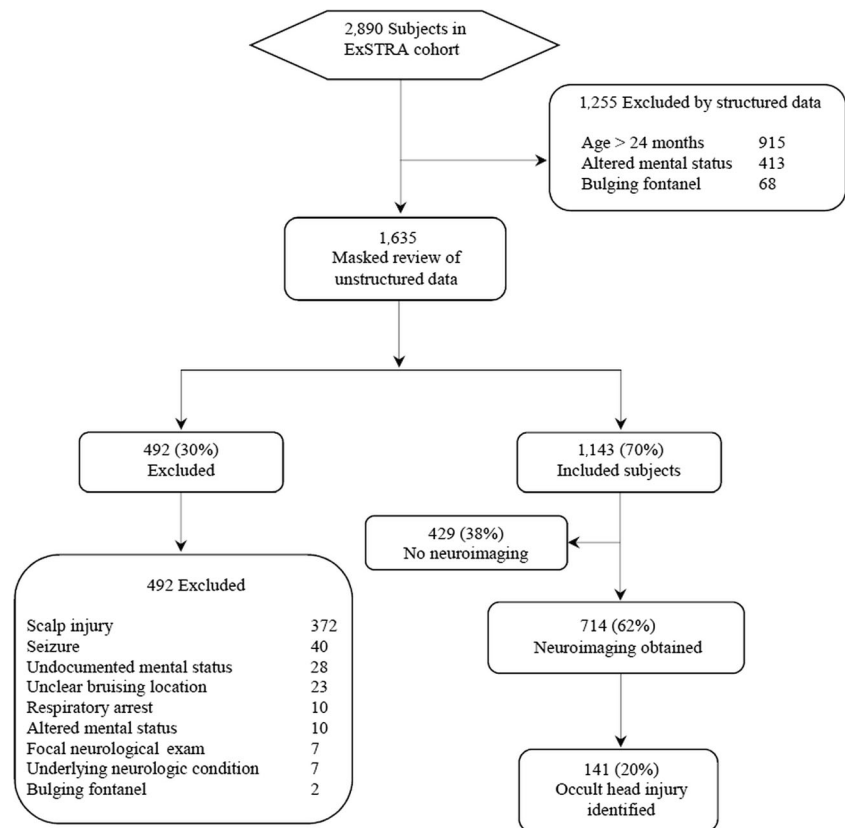 2,890 Subjects in
ExSTRA cohort
1,255 Excluded by structured data
Age > 24 months 915
Altered mental status 413
Bulging fontanel 68
1,635
Masked review of
unstructured data
492 (30%)
Excluded
1,143 (70%)
Included subjects
429 (38%)
No neuroimaging
492 Excluded
Scalp injury 372
Seizure 40
Undocumented mental status 28
Unclear bruising location 23
Respiratory arrest 10
Altered mental status 10
Focal neurological exam 7
Underlying neurologic condition 7
Bulging fontanel 2
714 (62%)
Neuroimaging obtained
141 (20%)
Occult head injury
identified